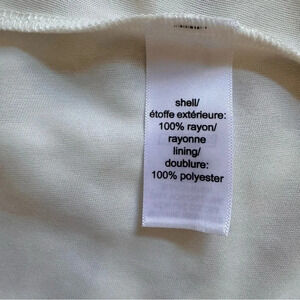 shell/
étoffe extérieure:
100% rayon/
rayonne
lining/
doublure:
100% polyester